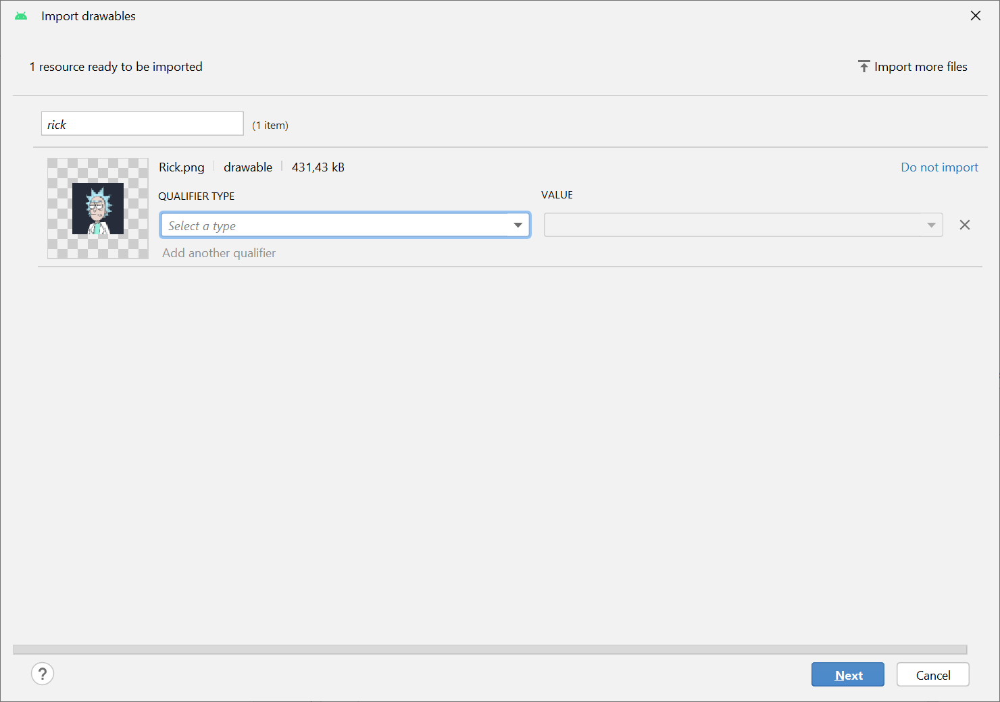 Import drawables
1 resource ready to be imported
Import more files
rick (1 item)
Rick.png drawable 431,43 kB Do not import
QUALIFIER TYPE VALUE
Select a type
Add another qualifier
? Next Cancel